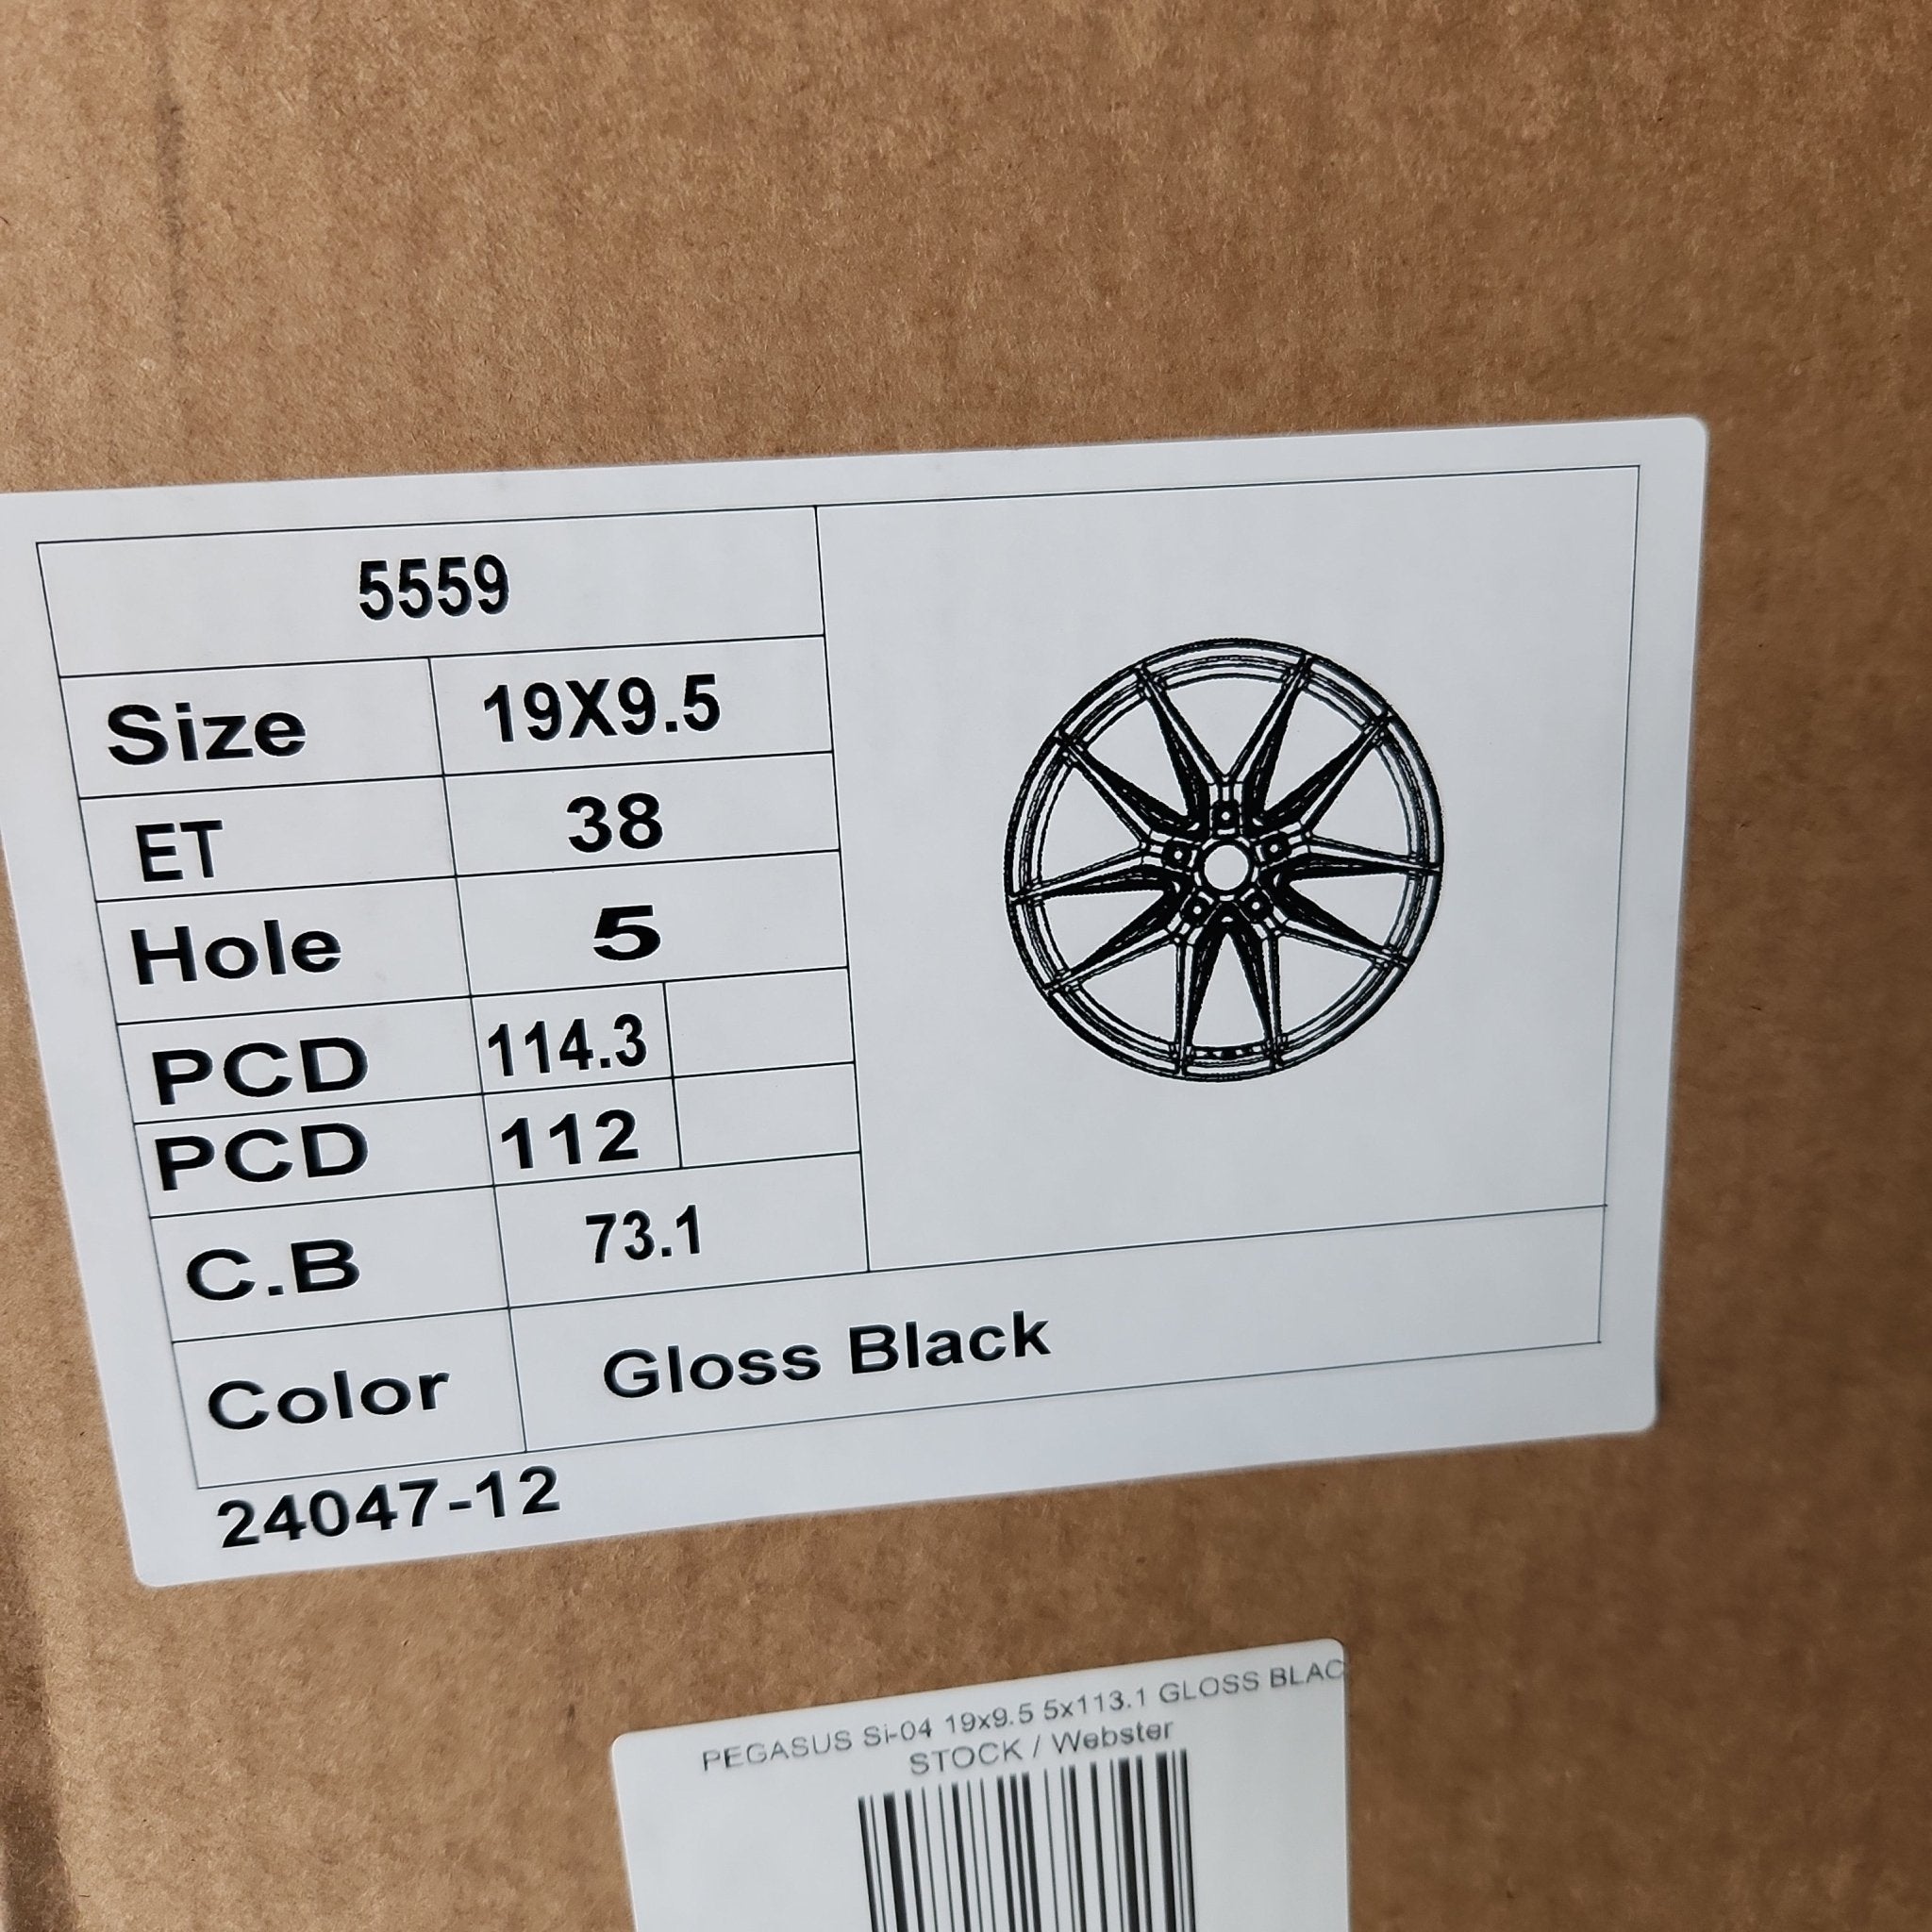 5559
Size 19X9.5
ET 38
Hole 5
PCD 114.3
PCD 112
C.B 73.1
Color Gloss Black
24047-12
PEGASUS Si-04 19x9.5 5x113.1 GLOSS BLAC
STOCK / Webster